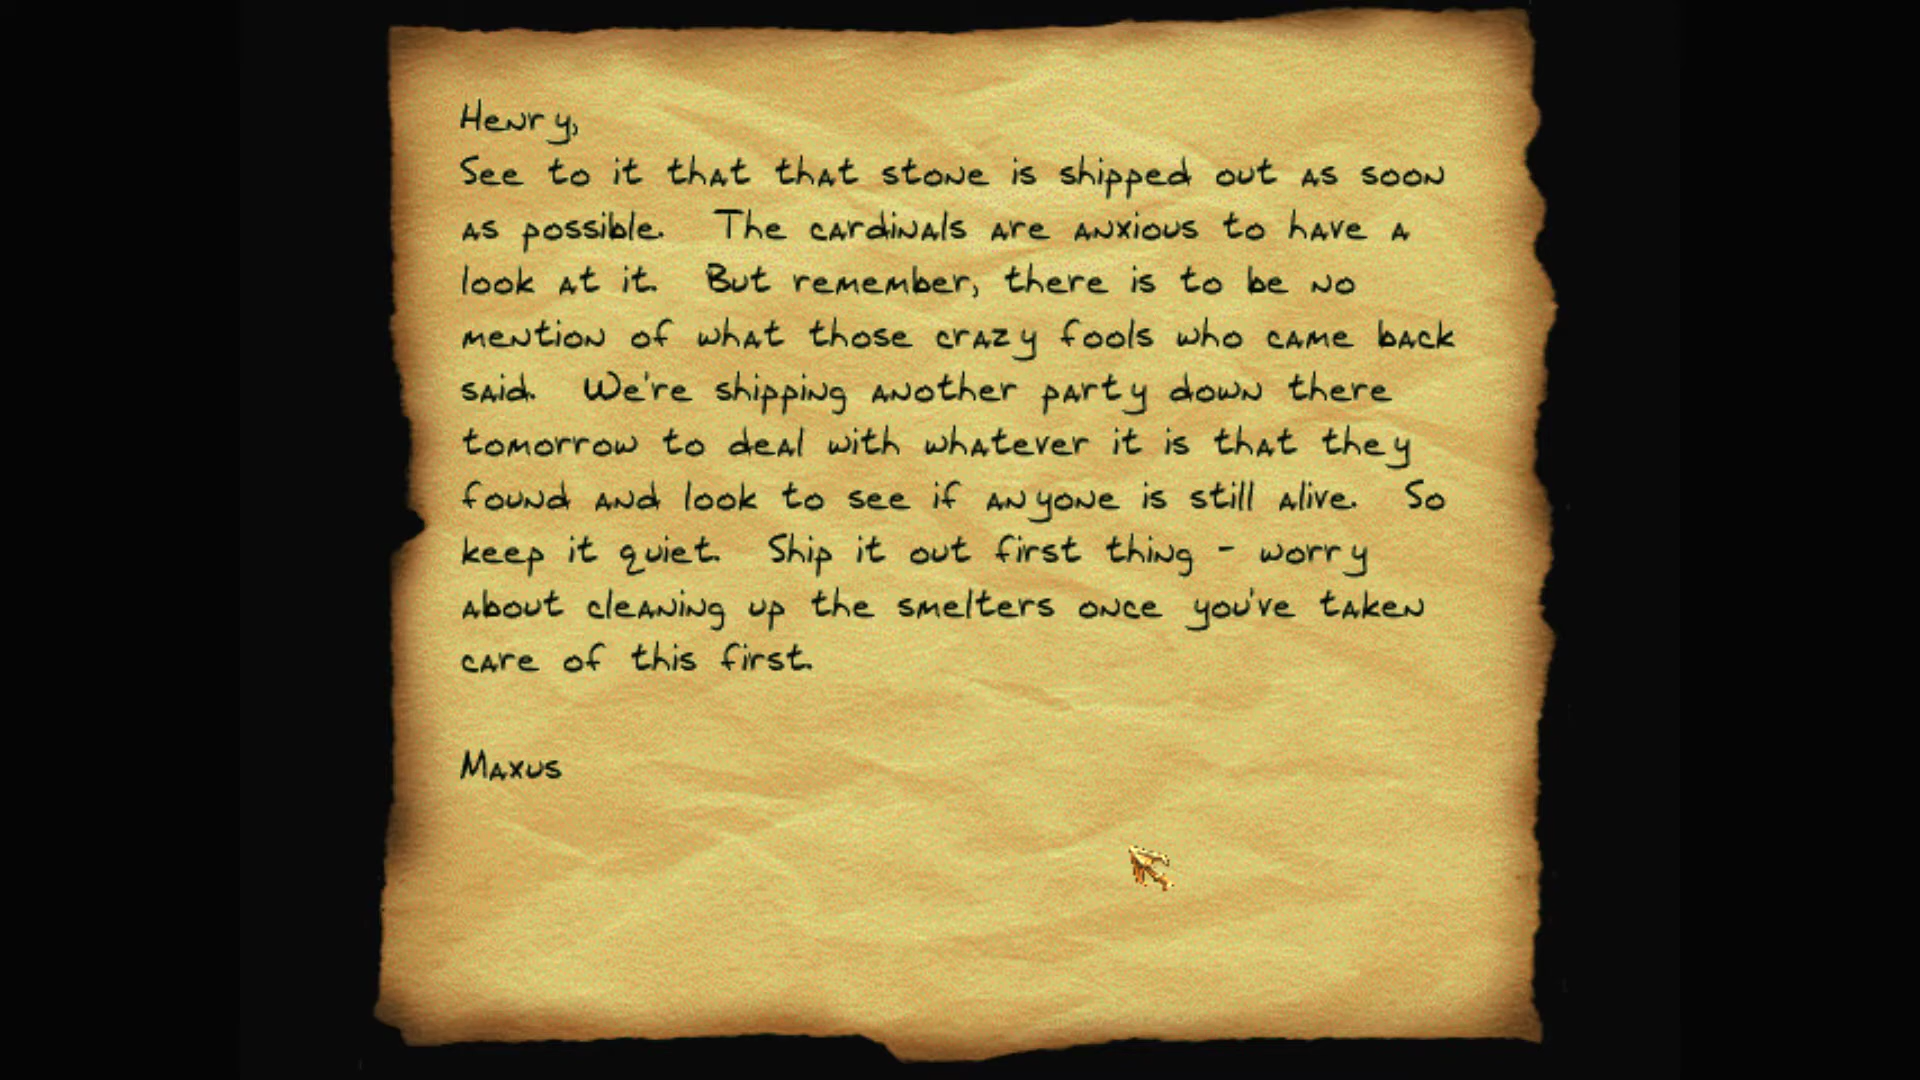 Henry,
See to it that that stone is shipped out as soon
as possible.  The cardinals are anxious to have a
look at it.  But remember, there is to be no
mention of what those crazy fools who came back
said.  We're shipping another party down there
tomorrow to deal with whatever it is that they
found and look to see if anyone is still alive.  So
keep it quiet.  Ship it out first thing - worry
about cleaning up the smelters once you've taken
care of this first.
Maxus